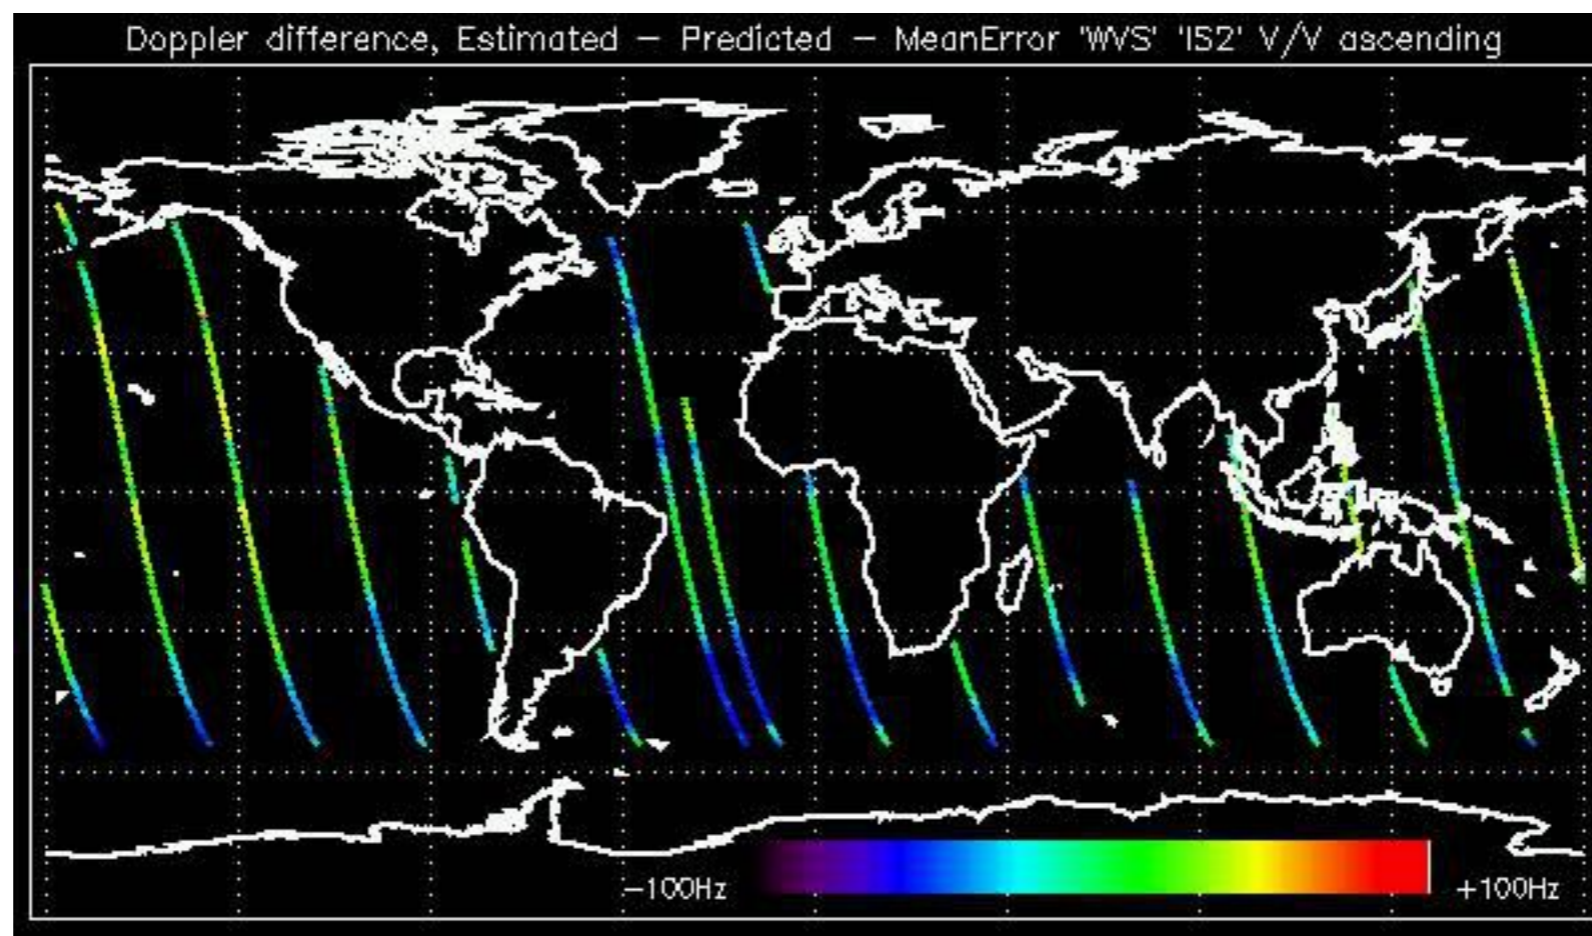 Doppler difference, Estimated – Predicted – MeanError 'WVS' 'IS2' V/V ascending
–100Hz
+100Hz